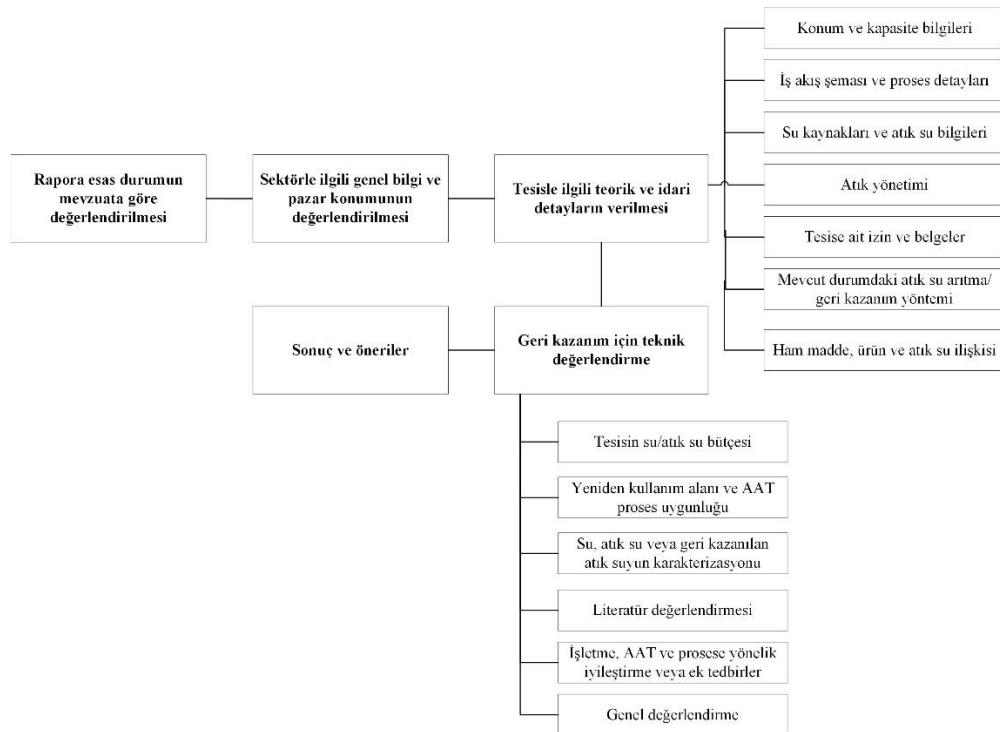 Rapora esas durumun
mevzuata göre
değerlendirilmesi
Sektörle ilgili genel bilgi ve
pazar konumunun
değerlendirilmesi
Tesisle ilgili teorik ve idari
detayların verilmesi
Konum ve kapasite bilgileri
İş akış şeması ve proses detayları
Su kaynakları ve atık su bilgileri
Atık yönetimi
Tesise ait izin ve belgeler
Mevcut durumdaki atık su arıtma/
geri kazanım yöntemi
Ham madde, ürün ve atık su ilişkisi
Geri kazanım için teknik
değerlendirme
Sonuç ve öneriler
Tesisin su/atık su bütçesi
Yeniden kullanım alanı ve AAT
proses uygunluğu
Su, atık su veya geri kazanılan
atık suyun karakterizasyonu
Literatür değerlendirmesi
İşletme, AAT ve prosese yönelik
iyileştirme veya ek tedbirler
Genel değerlendirme